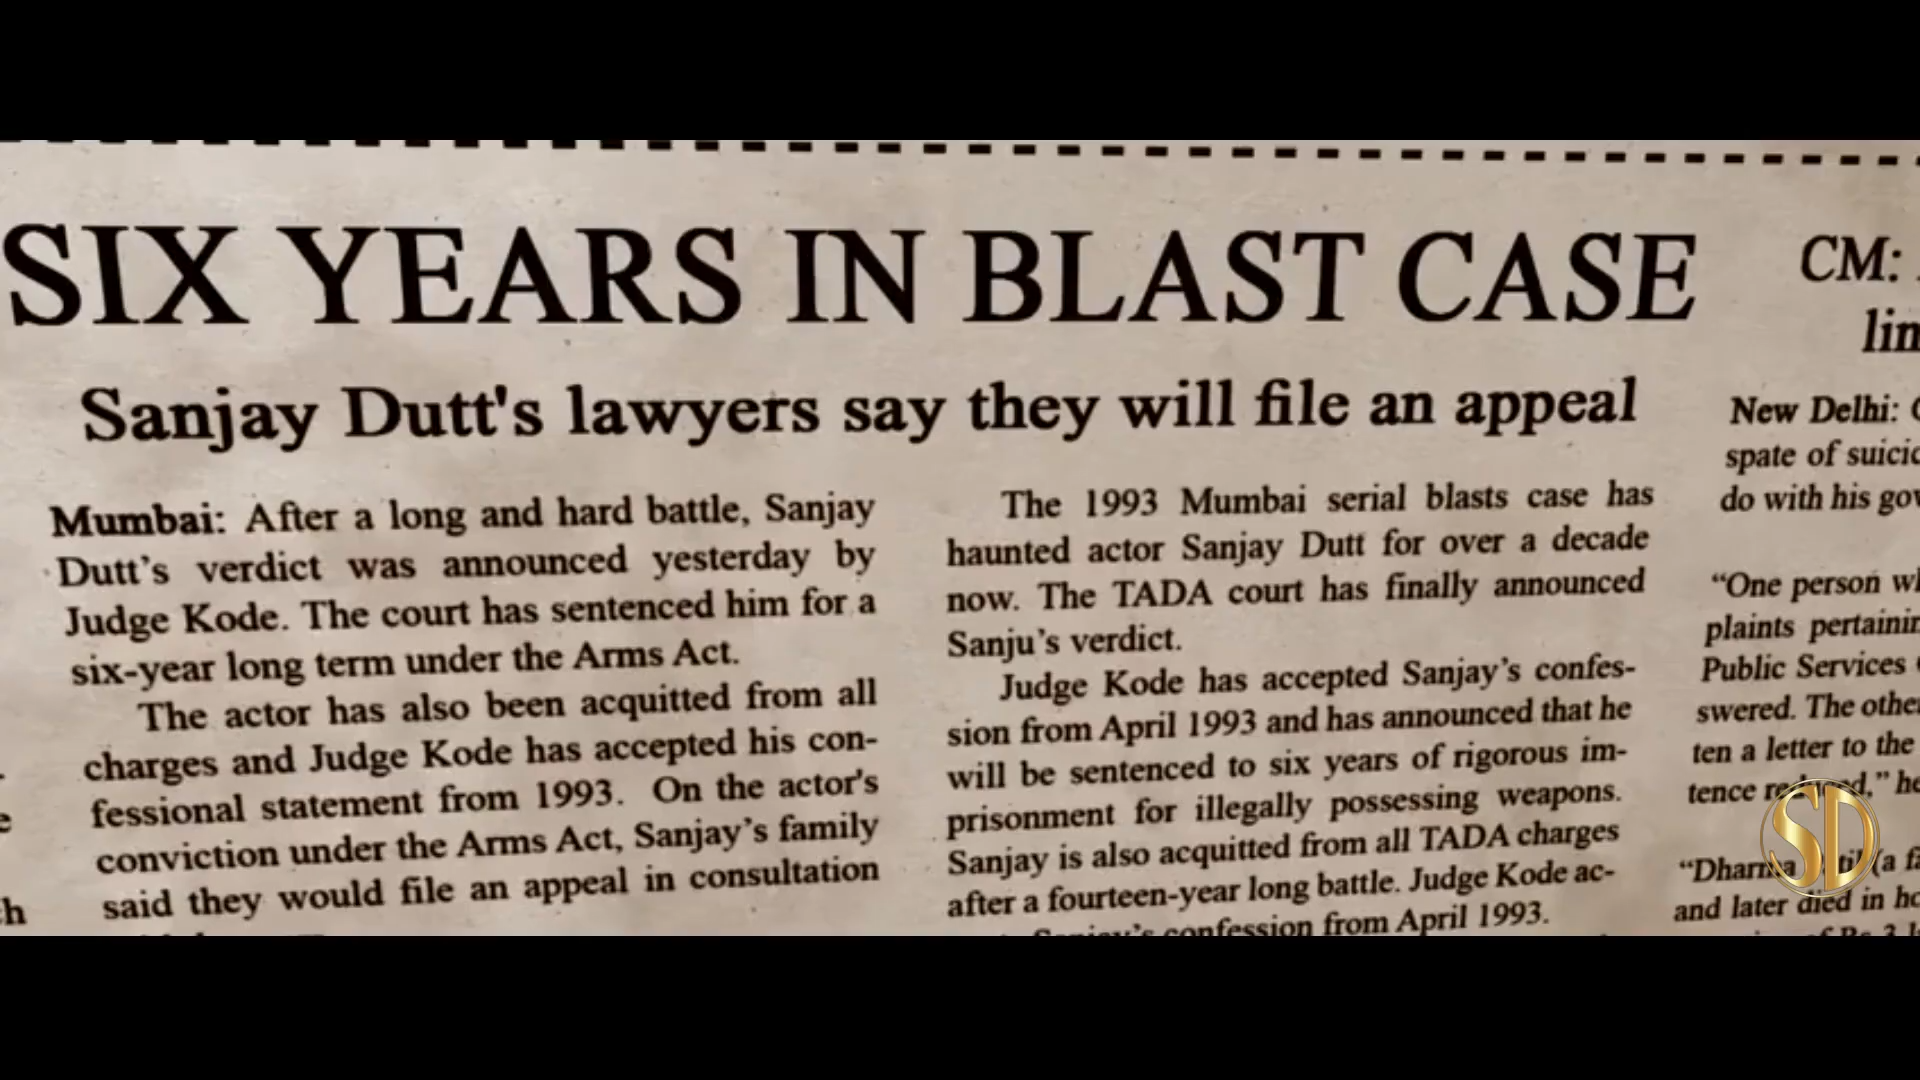 SIX YEARS IN BLAST CASE
Sanjay Dutt's lawyers say they will file an appeal
Mumbai: After a long and hard battle, Sanjay
Dutt's verdict was announced yesterday by
Judge Kode. The court has sentenced him for a
six-year long term under the Arms Act.
The actor has also been acquitted from all
charges and Judge Kode has accepted his con-
fessional statement from 1993. On the actor's
conviction under the Arms Act, Sanjay's family
said they would file an appeal in consultation
The 1993 Mumbai serial blasts case has
haunted actor Sanjay Dutt for over a decade
now. The TADA court has finally announced
Sanju's verdict.
Judge Kode has accepted Sanjay's confes-
sion from April 1993 and has announced that he
will be sentenced to six years of rigorous im-
prisonment for illegally possessing weapons.
Sanjay is also acquitted from all TADA charges
after a fourteen-year long battle. Judge Kode ac-
Sanjay's confession from April 1993.
CM:
lin
New Delhi:
spate of
do with his
"One person
plaints
Public Services
swered. The other
ten a letter to the
tence
"Dharma (a
and later died in
SD